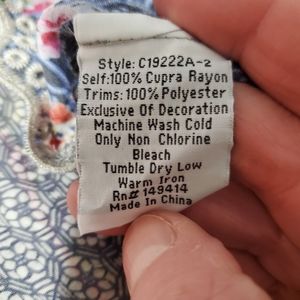 Style: C19222A-2
Self:100% Cupra Rayon
Trims: 100% Polyester
Exclusive Of Decoration
Machine Wash Cold
Only Non Chlorine
Bleach
Tumble Dry Low
Warm Iron
Rn# 149414
Made In China